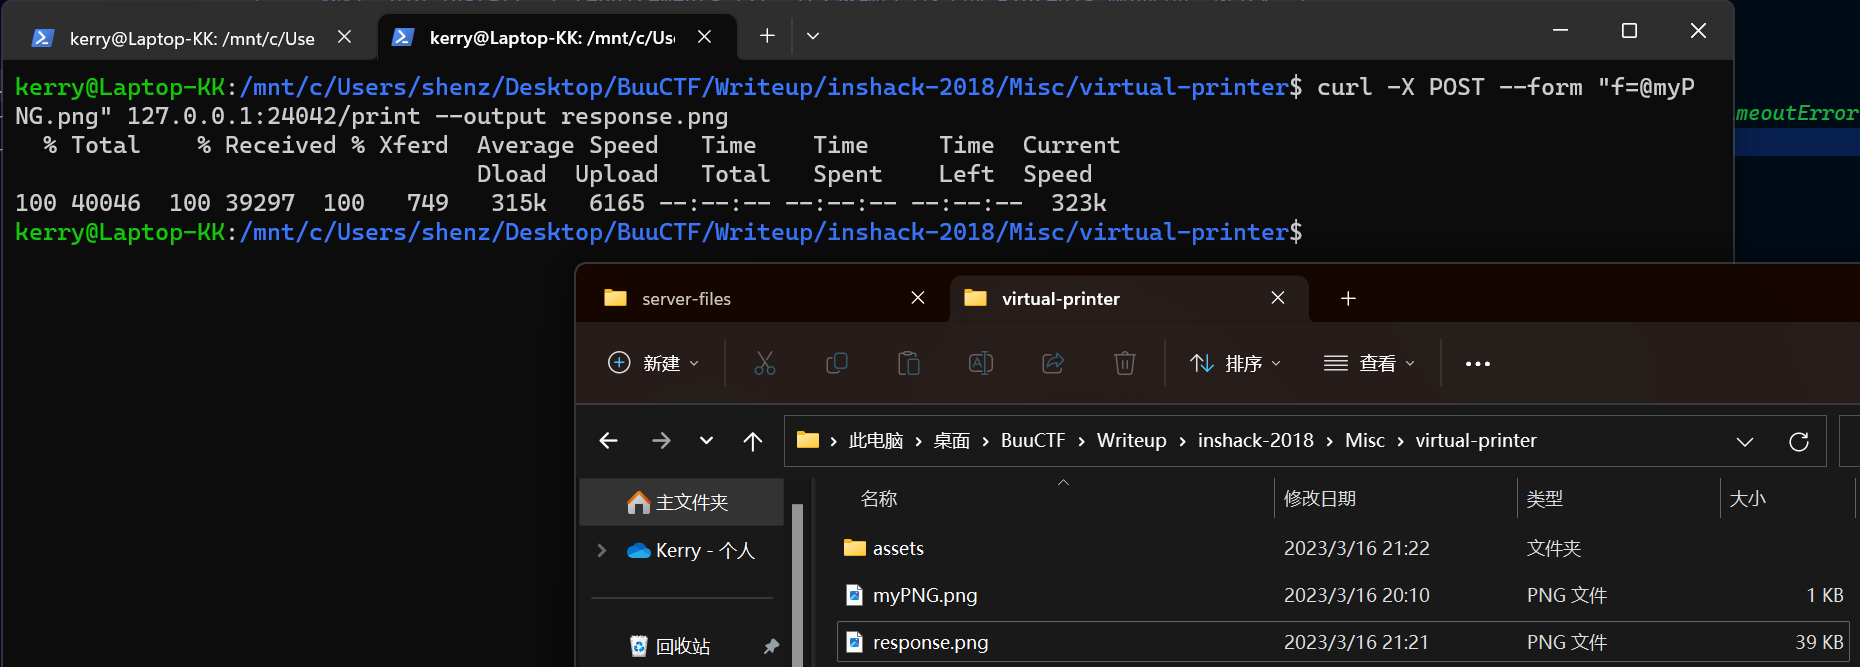 kerry@Laptop-KK: /mnt/c/Use
kerry@Laptop-KK: /mnt/c/Us
kerry@Laptop-KK:/mnt/c/Users/shenz/Desktop/BuuCTF/Writeup/inshack-2018/Misc/virtual-printer$ curl -X POST --form "f=@myP
NG.png" 127.0.0.1:24042/print --output response.png
meoutError
% Total % Received % Xferd Average Speed Time Time Time Current
Dload Upload Total Spent Left Speed
100 40046 100 39297 100 749 315k 6165 --:--:-- --:--:-- --:--:-- 323k
kerry@Laptop-KK:/mnt/c/Users/shenz/Desktop/BuuCTF/Writeup/inshack-2018/Misc/virtual-printer$
server-files
virtual-printer
新建
排序
查看
此电脑 › 桌面 › BuuCTF › Writeup › inshack-2018 › Misc › virtual-printer
主文件夹
Kerry - 个人
回收站
名称 修改日期 类型 大小
assets 2023/3/16 21:22 文件夹
myPNG.png 2023/3/16 20:10 PNG 文件 1 KB
response.png 2023/3/16 21:21 PNG 文件 39 KB